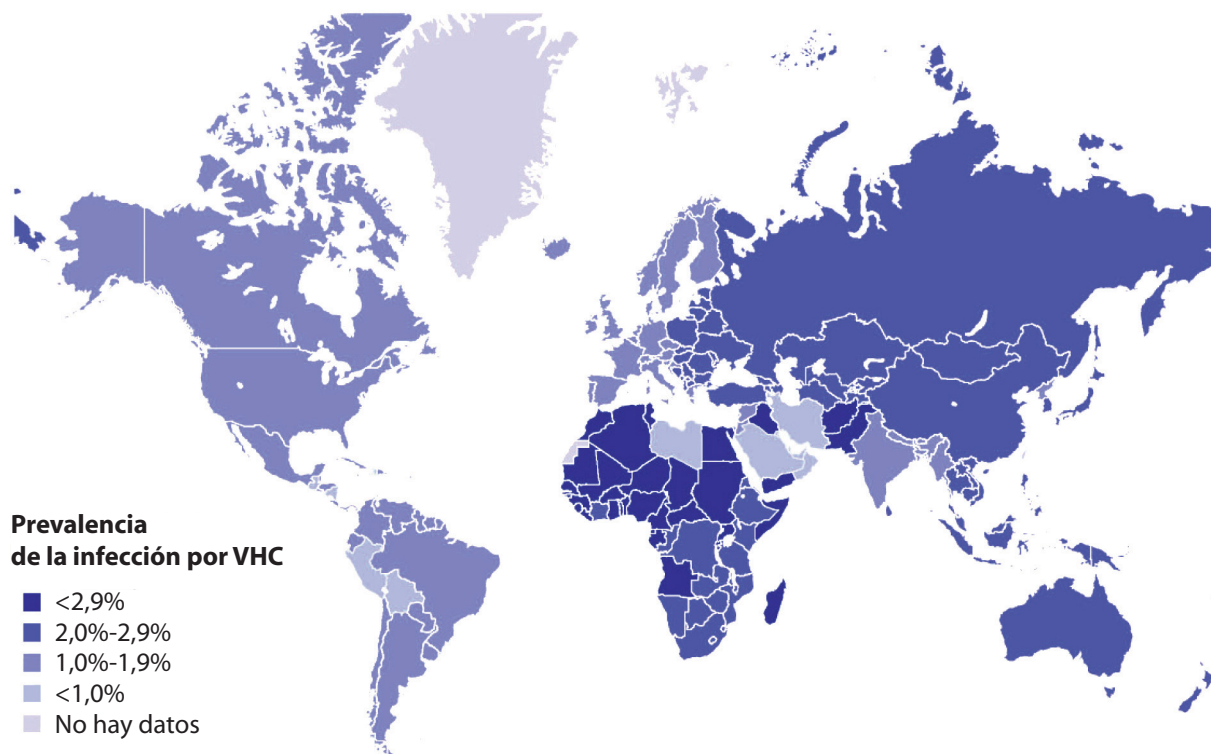 Prevalencia
de la infección por VHC
<2,9%
2,0%-2,9%
1,0%-1,9%
<1,0%
No hay datos